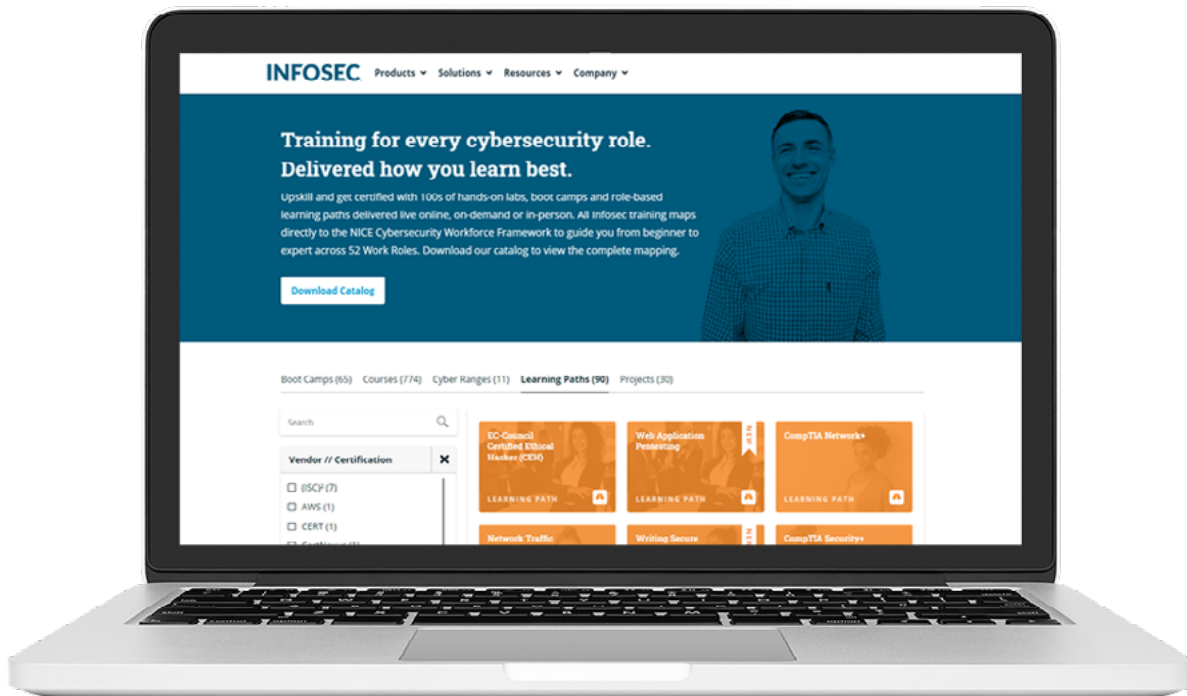 INFOSEC Products Solutions Resources Company
Training for every cybersecurity role.
Delivered how you learn best.
Upskill and get certified with 100s of hands-on labs, boot camps and role-based
learning paths delivered live online, on-demand or in-person. All Infosec training maps
directly to the NICE Cybersecurity Workforce Framework to guide you from beginner to
expert across 52 Work Roles. Download our catalog to view the complete mapping.
Download Catalog
Boot Camps (65) Courses (774) Cyber Ranges (11) Learning Paths (90) Projects (30)
Search
Vendor // Certification
(ISC)² (7)
AWS (1)
CERT (1)
EC-Council
Certified Ethical
Hacker (CEH)
LEARNING PATH
Web Application
Pentesting
NEW
LEARNING PATH
CompTIA Network+
LEARNING PATH
Network Traffic
Writing Secure
CompTIA Security+